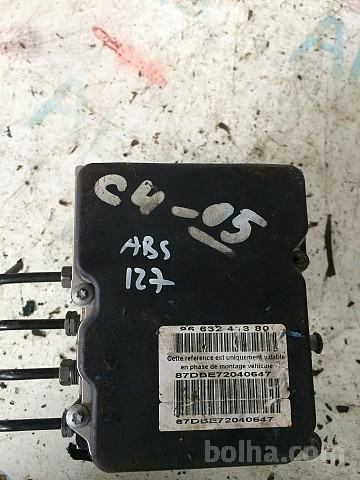 C4-05
ABS
127
96 632 413 80
Cette reference est uniquement valable
en phase de montage vehicule
87DBE72040647
87DBE72040647
bolha.com